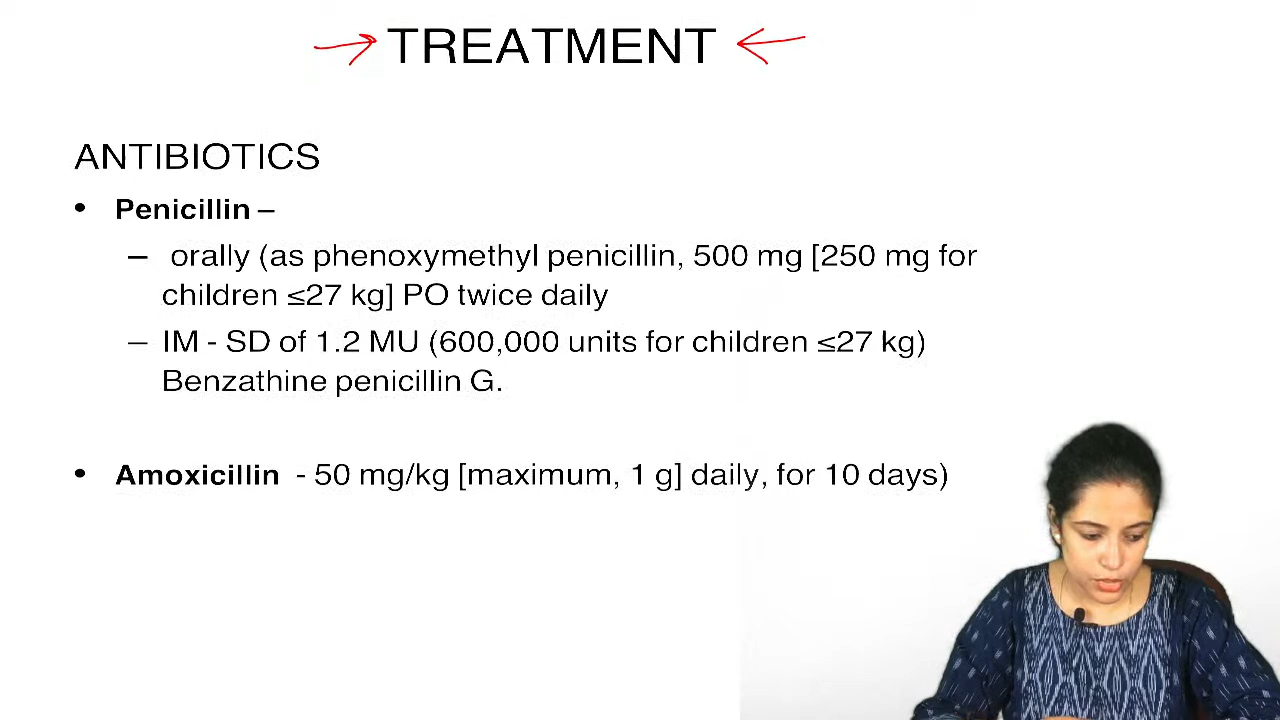 TREATMENT
ANTIBIOTICS
• Penicillin –
– orally (as phenoxymethyl penicillin, 500 mg [250 mg for
children ≤27 kg] PO twice daily
– IM - SD of 1.2 MU (600,000 units for children ≤27 kg)
Benzathine penicillin G.
• Amoxicillin - 50 mg/kg [maximum, 1 g] daily, for 10 days)